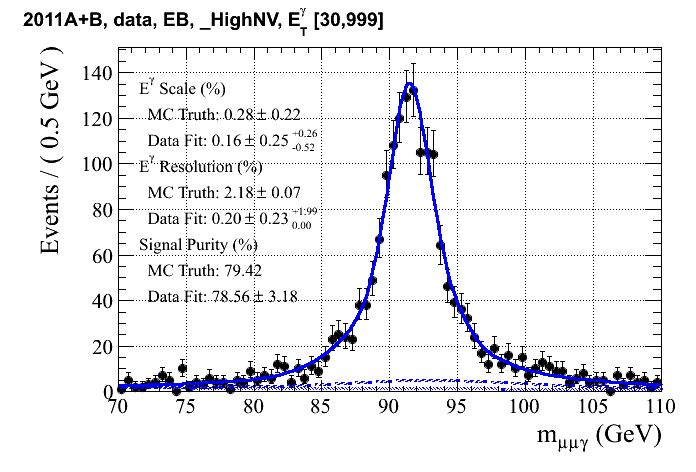 2011A+B, data, EB, _HighNV, E_T^γ [30,999]
Events / ( 0.5 GeV )
140
120
100
80
60
40
20
0
E^γ Scale (%)
MC Truth: 0.28 ± 0.22
Data Fit: 0.16 ± 0.25 +0.26 -0.52
E^γ Resolution (%)
MC Truth: 2.18 ± 0.07
Data Fit: 0.20 ± 0.23 +1.99 0.00
Signal Purity (%)
MC Truth: 79.42
Data Fit: 78.56 ± 3.18
70 75 80 85 90 95 100 105 110
m_μμγ (GeV)